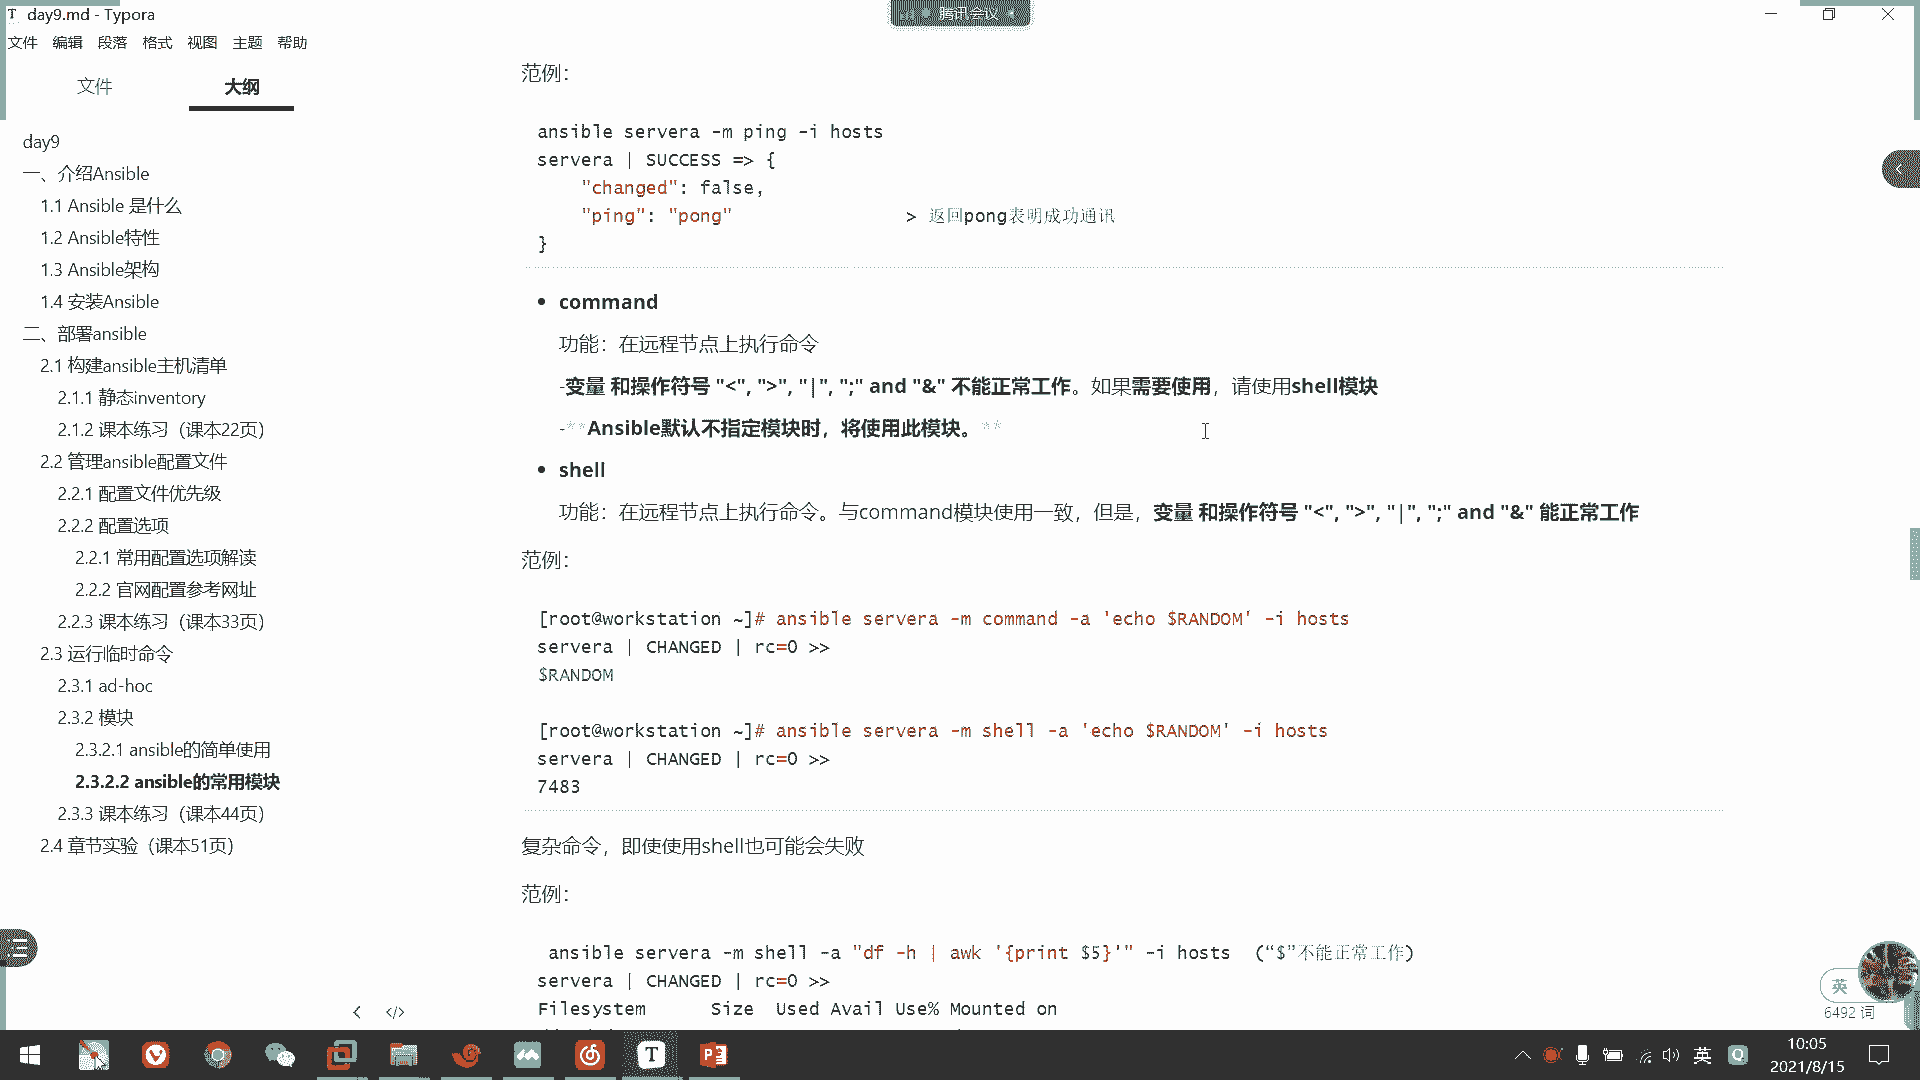 day9.md - Typora
腾讯会议
文件 编辑 段落 格式 视图 主题 帮助
文件 大纲
day9
一、介绍Ansible
1.1 Ansible 是什么
1.2 Ansible特性
1.3 Ansible架构
1.4 安装Ansible
二、部署ansible
2.1 构建ansible主机清单
2.1.1 静态inventory
2.1.2 课本练习（课本22页）
2.2 管理ansible配置文件
2.2.1 配置文件优先级
2.2.2 配置选项
2.2.1 常用配置选项解读
2.2.2 官网配置参考网址
2.2.3 课本练习（课本33页）
2.3 运行临时命令
2.3.1 ad-hoc
2.3.2 模块
2.3.2.1 ansible的简单使用
2.3.2.2 ansible的常用模块
2.3.3 课本练习（课本44页）
2.4 章节实验（课本51页）
范例：
ansible servera -m ping -i hosts
servera | SUCCESS => {
"changed": false,
"ping": "pong" > 返回pong表明成功通讯
}
• command
功能：在远程节点上执行命令
-变量 和操作符号 "<", ">", "|", ";" and "&" 不能正常工作。如果需要使用，请使用shell模块
-**Ansible默认不指定模块时，将使用此模块。**
• shell
功能：在远程节点上执行命令。与command模块使用一致，但是，变量 和操作符号 "<", ">", "|", ";" and "&" 能正常工作
范例：
[root@workstation ~]# ansible servera -m command -a 'echo $RANDOM' -i hosts
servera | CHANGED | rc=0 >>
$RANDOM
[root@workstation ~]# ansible servera -m shell -a 'echo $RANDOM' -i hosts
servera | CHANGED | rc=0 >>
7483
复杂命令，即使使用shell也可能会失败
范例：
ansible servera -m shell -a "df -h | awk '{print $5}'" -i hosts (“$”不能正常工作)
servera | CHANGED | rc=0 >>
Filesystem Size Used Avail Use% Mounted on
英
6492 词
英
10:05
2021/8/15